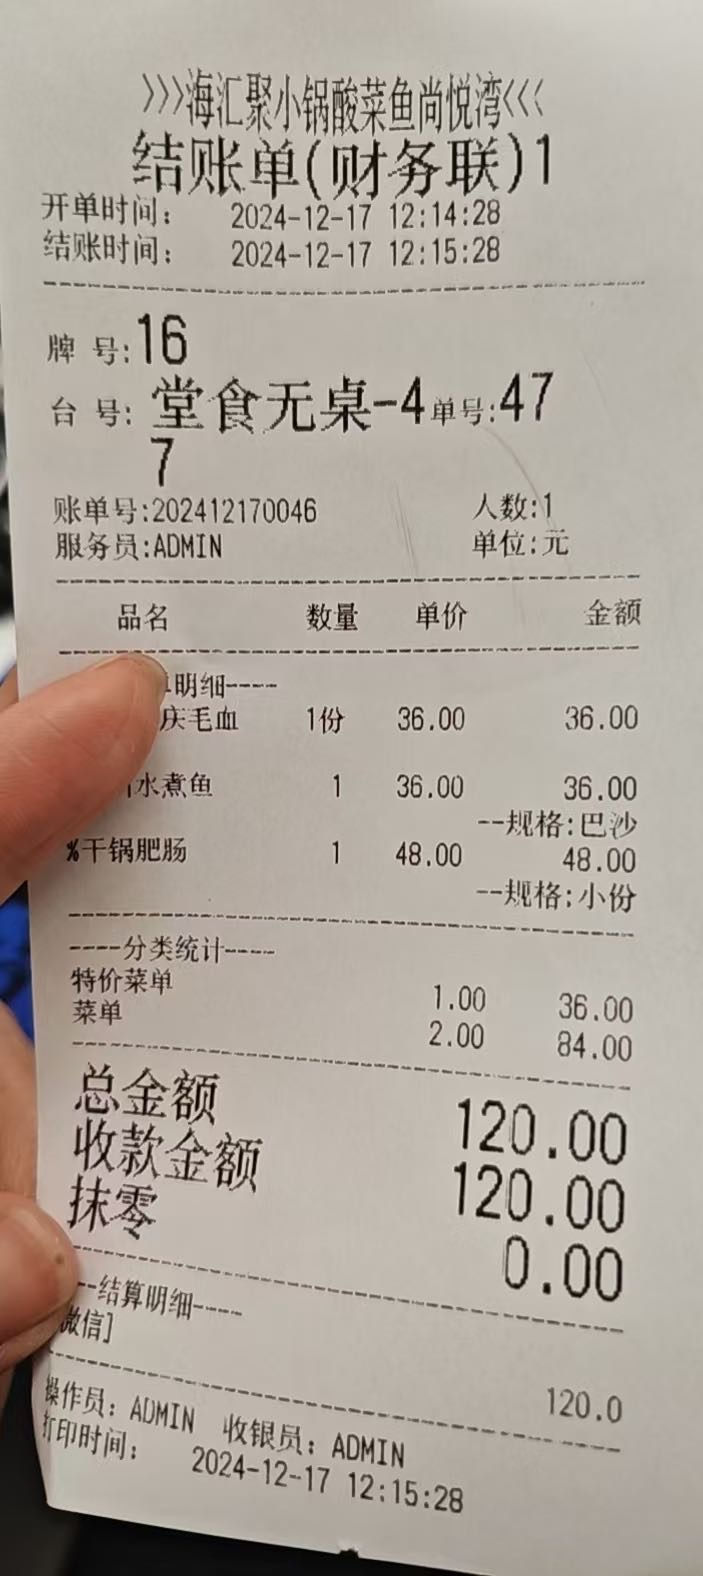 >>>海汇聚小锅酸菜鱼尚悦湾<<<
结账单(财务联)1
开单时间: 2024-12-17 12:14:28
结账时间: 2024-12-17 12:15:28
牌 号:16
台 号: 堂食无桌-4 单号:47
7
账单号:202412170046 人数:1
服务员:ADMIN 单位:元
品名 数量 单价 金额
明细----
庆毛血 1份 36.00 36.00
水煮鱼 1 36.00 36.00
--规格:巴沙
%干锅肥肠 1 48.00 48.00
--规格:小份
----分类统计----
特价菜单 1.00 36.00
菜单 2.00 84.00
总金额 120.00
收款金额 120.00
抹零 0.00
--结算明细----
微信] 120.0
操作员: ADMIN 收银员: ADMIN
打印时间: 2024-12-17 12:15:28